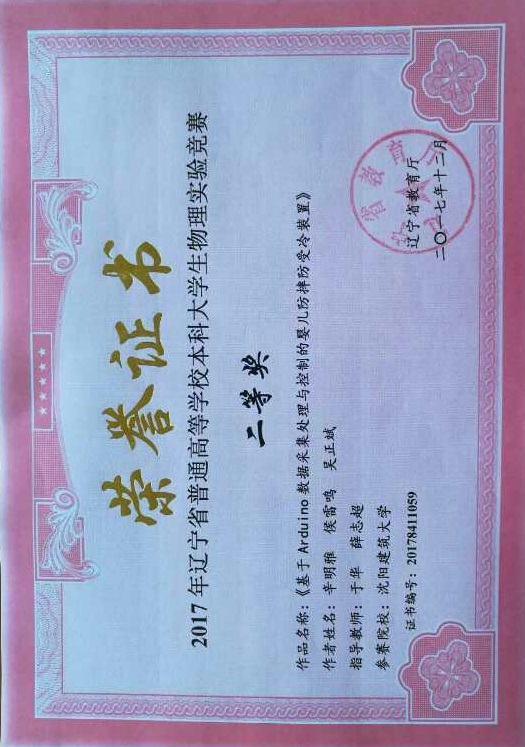 荣誉证书
2017年辽宁省普通高等学校本科大学生物理实验竞赛
二等奖
作品名称：《基于Arduino数据采集处理与控制的婴儿防摔防受冷装置》
作者姓名：辛明雅 侯雷鸣 吴正斌
指导教师：于华 薛志超
参赛院校：沈阳建筑大学
证书编号：20178411059
辽宁省教育厅
二〇一七年十二月